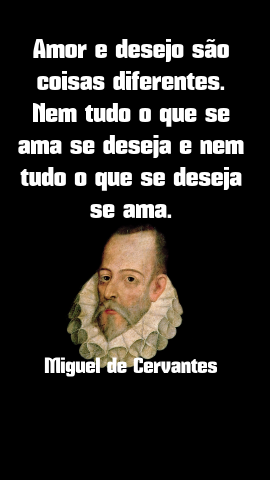 Amor e desejo são
coisas diferentes.
Nem tudo o que se
ama se deseja e nem
tudo o que se deseja
se ama.
Miguel de Cervantes